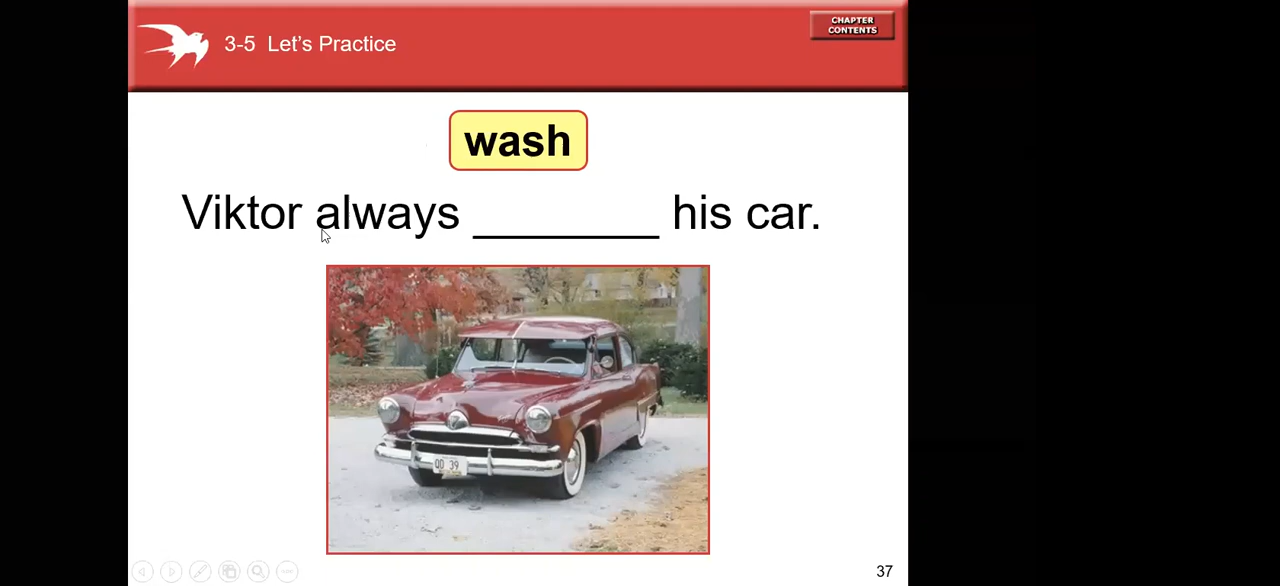 3-5 Let's Practice
CHAPTER
CONTENTS
wash
Viktor always ________ his car.
37